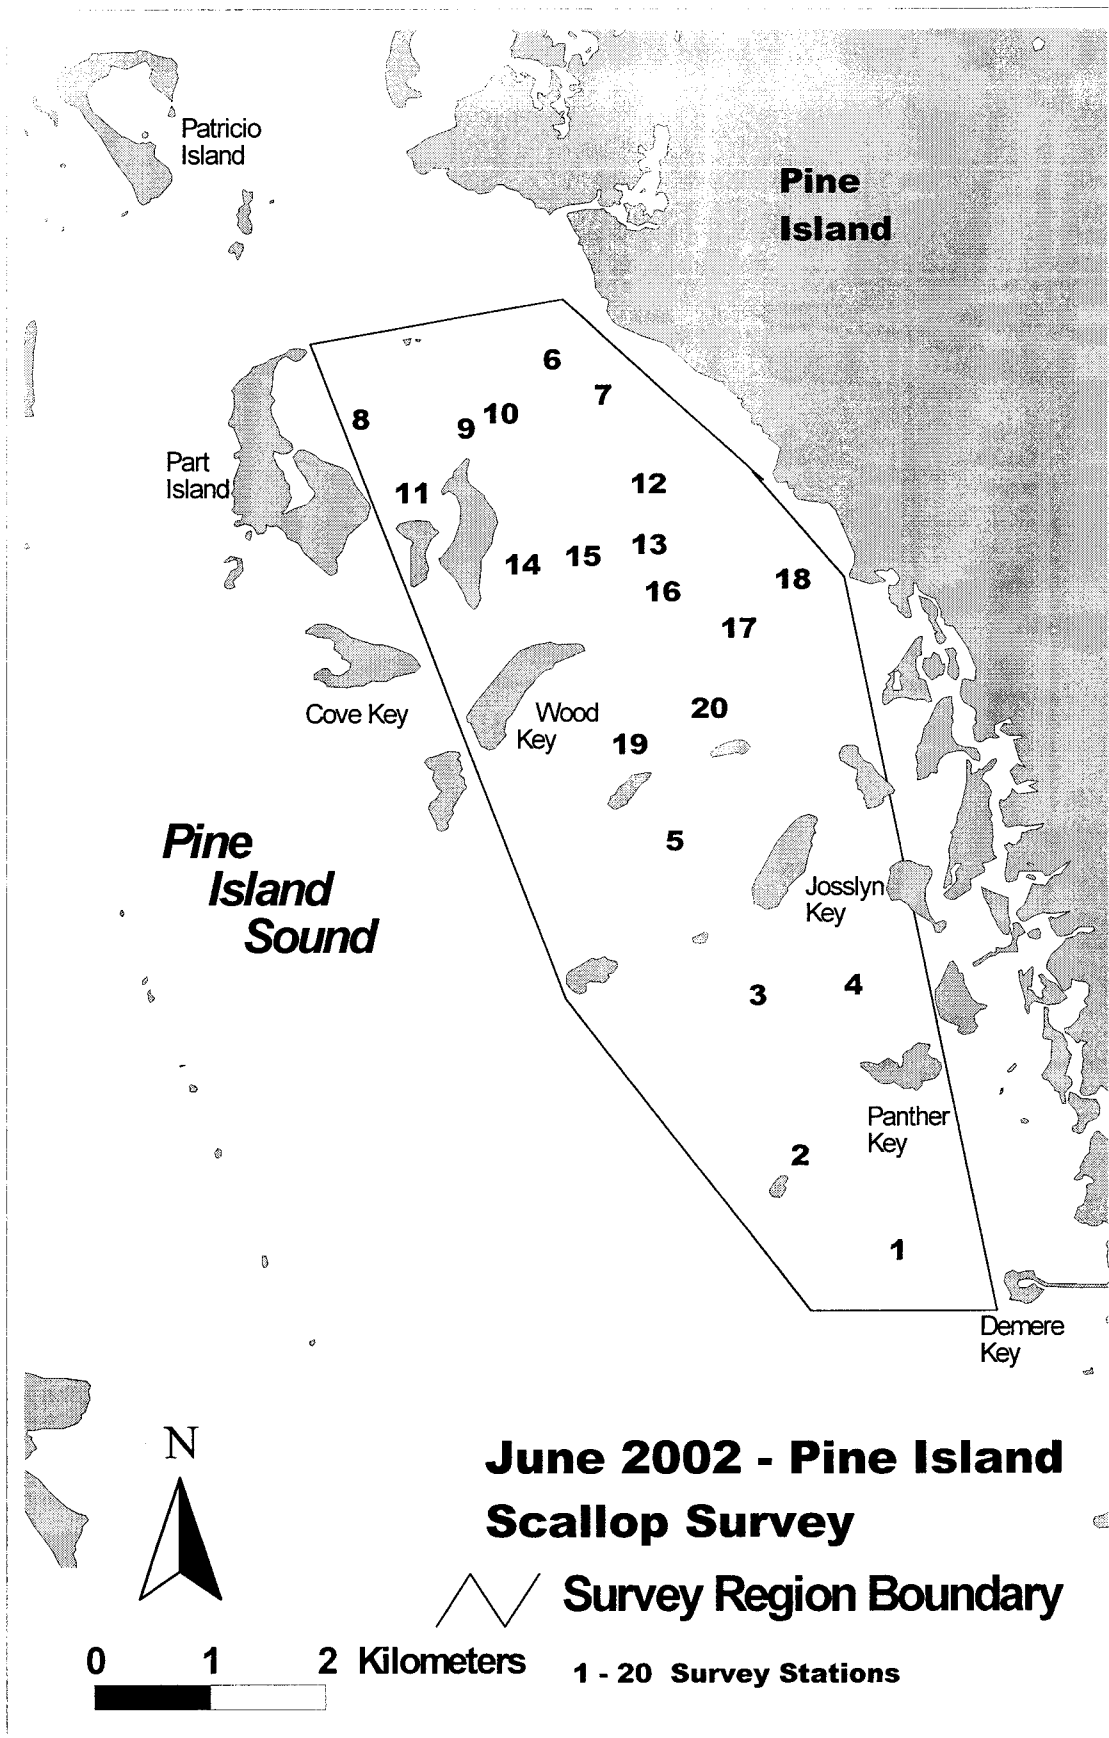 Patricio
Island
Pine
Island
6
7
8
9
10
Part
Island
11
12
13
14
15
16
18
17
Cove Key
Wood
Key
20
19
5
Pine
Island
Sound
Josslyn
Key
3
4
Panther
Key
2
1
Demere
Key
N
June 2002 - Pine Island
Scallop Survey
Survey Region Boundary
0 1 2 Kilometers
1 - 20 Survey Stations